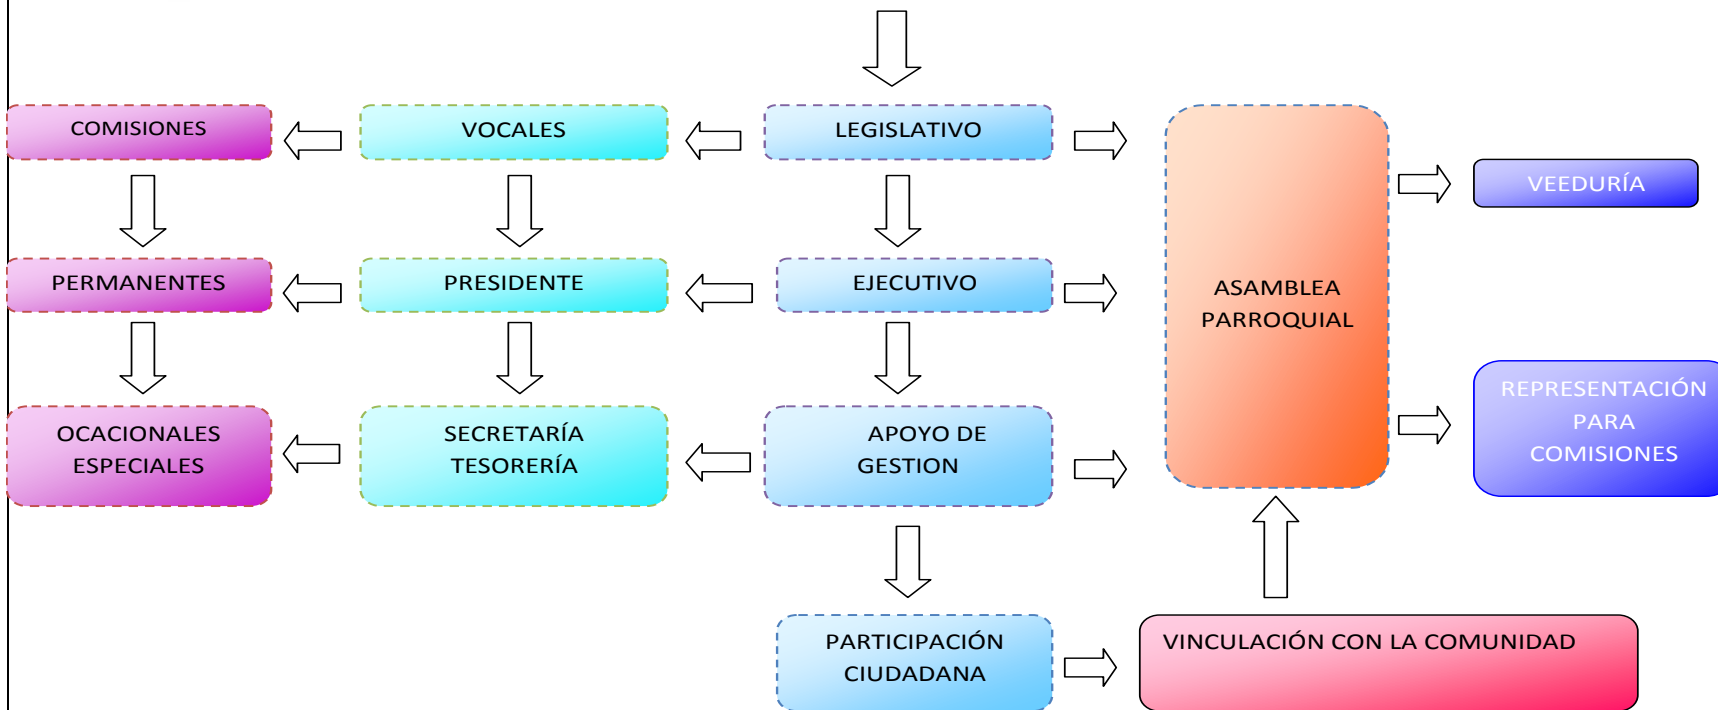 COMISIONES
VOCALES
LEGISLATIVO
VEEDURÍA
PERMANENTES
PRESIDENTE
EJECUTIVO
ASAMBLEA
PARROQUIAL
OCACIONALES
ESPECIALES
SECRETARÍA
TESORERÍA
APOYO DE
GESTION
REPRESENTACIÓN
PARA
COMISIONES
PARTICIPACIÓN
CIUDADANA
VINCULACIÓN CON LA COMUNIDAD